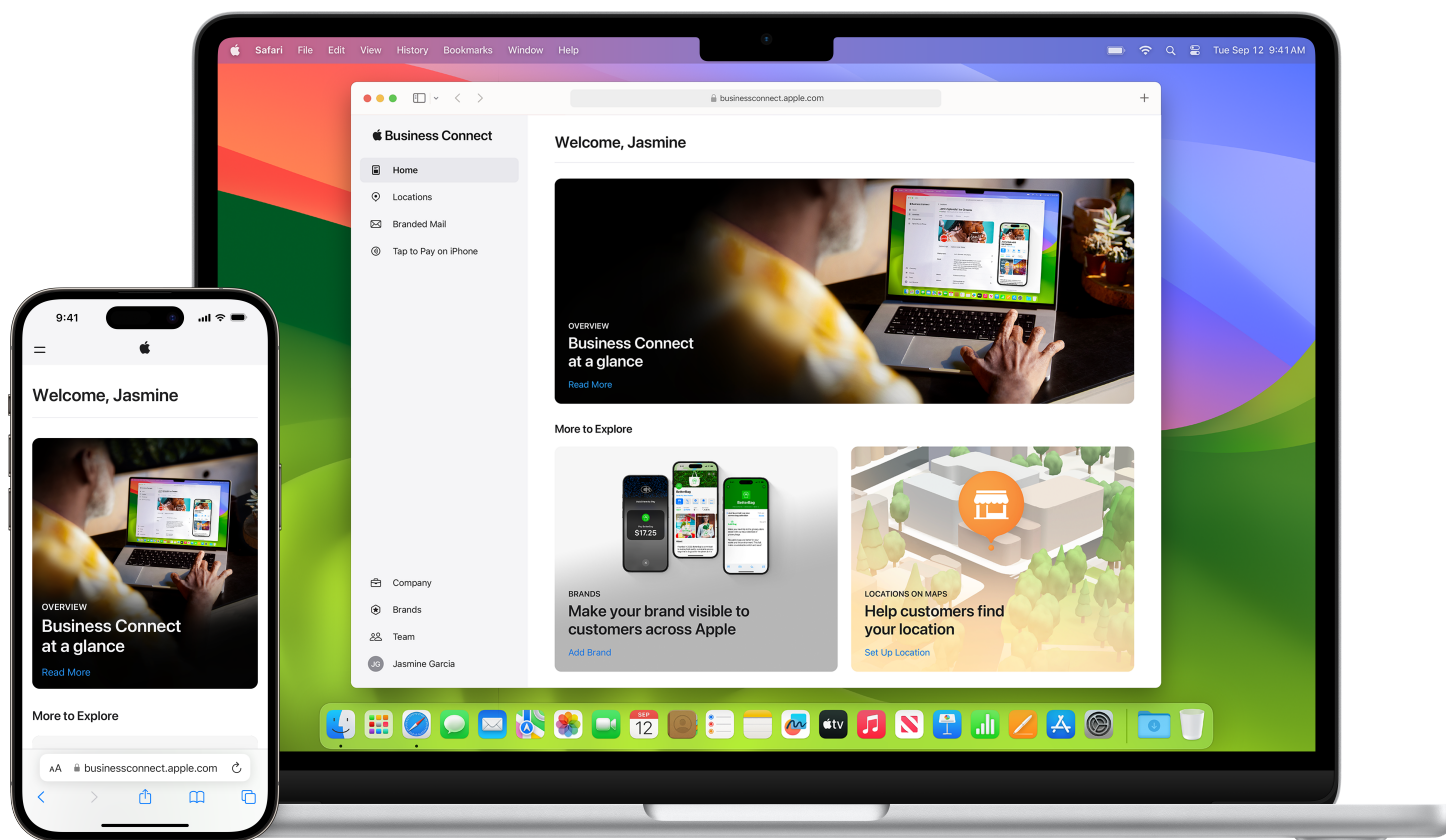 Safari File Edit View History Bookmarks Window Help
Tue Sep 12 9:41 AM
businessconnect.apple.com
Business Connect
Home
Locations
Branded Mail
Tap to Pay on iPhone
Company
Brands
Team
JG Jasmine Garcia
Welcome, Jasmine
OVERVIEW
Business Connect
at a glance
Read More
More to Explore
$17.25
BRANDS
Make your brand visible to
customers across Apple
Add Brand
LOCATIONS ON MAPS
Help customers find
your location
Set Up Location
SEP
12
tv
9:41
Welcome, Jasmine
OVERVIEW
Business Connect
at a glance
Read More
More to Explore
AA businessconnect.apple.com